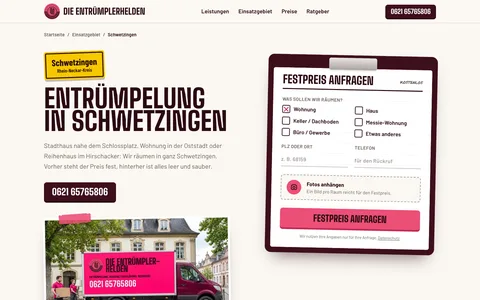 DIE ENTRÜMPLERHELDEN
Leistungen Einsatzgebiet Preise Ratgeber
0621 65765806
Startseite / Einsatzgebiet / Schwetzingen
Schwetzingen
Rhein-Neckar-Kreis
ENTRÜMPELUNG
IN SCHWETZINGEN
Stadthaus nahe dem Schlossplatz, Wohnung in der Oststadt oder
Reihenhaus im Hirschacker: Wir räumen in ganz Schwetzingen.
Vorher steht der Preis fest, hinterher ist alles leer und sauber.
0621 65765806
DIE ENTRÜMPLER-
HELDEN
0621 65765806
FESTPREIS ANFRAGEN
KOSTENLOS
WAS SOLLEN WIR RÄUMEN?
Wohnung
Haus
Keller / Dachboden
Messie-Wohnung
Büro / Gewerbe
Etwas anderes
PLZ ODER ORT
TELEFON
z. B. 68159
Für den Rückruf
Fotos anhängen
Ein Bild pro Raum reicht für den Festpreis.
FESTPREIS ANFRAGEN
Wir nutzen Ihre Angaben nur für Ihre Anfrage. Datenschutz